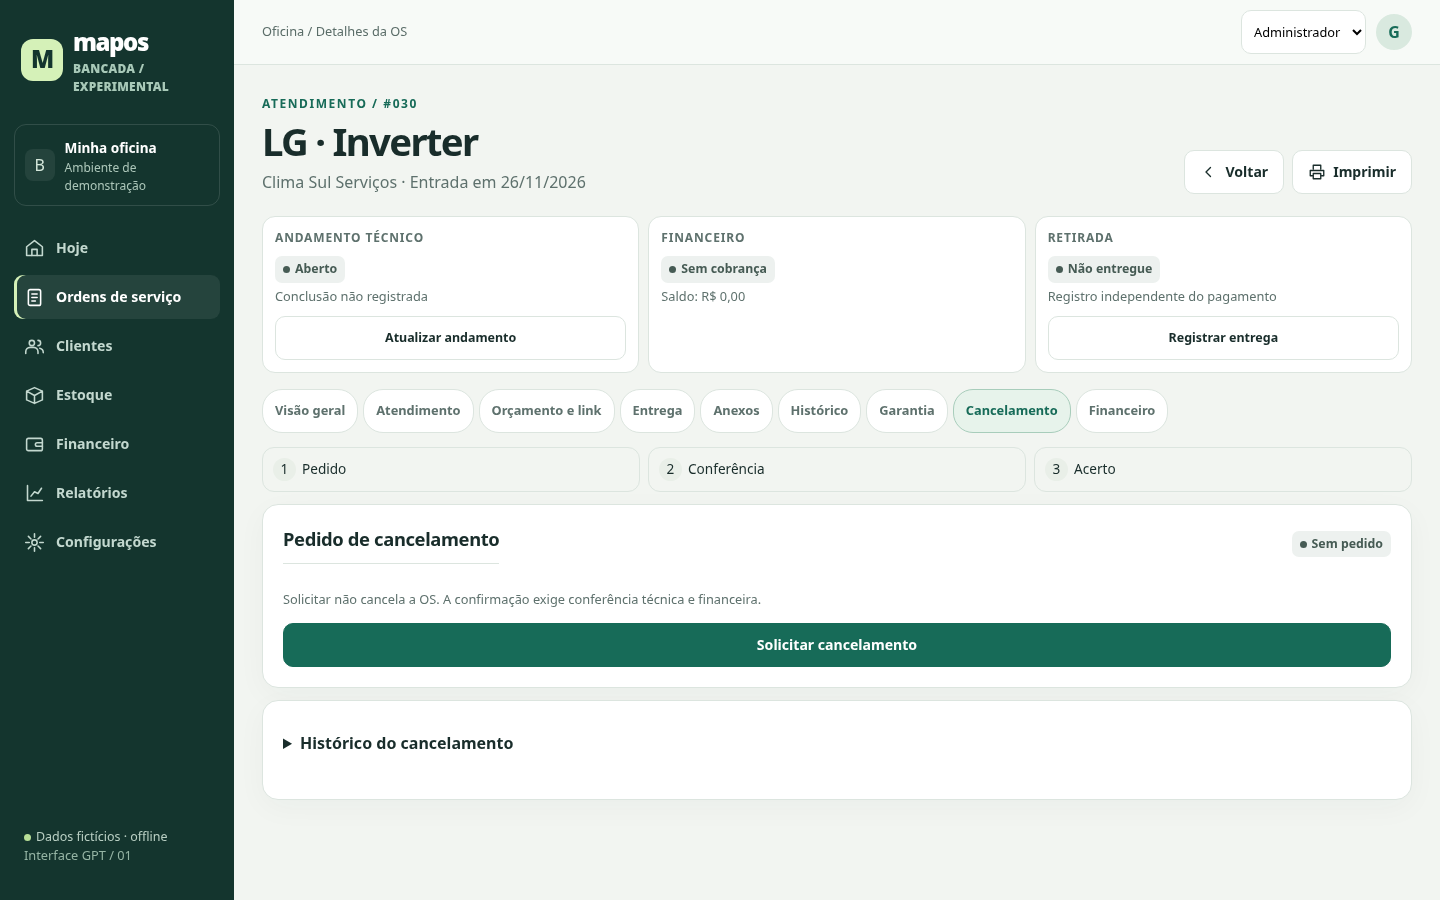 M
mapos
BANCADA /
EXPERIMENTAL
B
Minha oficina
Ambiente de
demonstração
Hoje
Ordens de serviço
Clientes
Estoque
Financeiro
Relatórios
Configurações
Dados fictícios · offline
Interface GPT / 01
Oficina / Detalhes da OS
Administrador
G
ATENDIMENTO / #030
LG · Inverter
Clima Sul Serviços · Entrada em 26/11/2026
Voltar
Imprimir
ANDAMENTO TÉCNICO
Aberto
Conclusão não registrada
Atualizar andamento
FINANCEIRO
Sem cobrança
Saldo: R$ 0,00
RETIRADA
Não entregue
Registro independente do pagamento
Registrar entrega
Visão geral
Atendimento
Orçamento e link
Entrega
Anexos
Histórico
Garantia
Cancelamento
Financeiro
1 Pedido
2 Conferência
3 Acerto
Pedido de cancelamento
Sem pedido
Solicitar não cancela a OS. A confirmação exige conferência técnica e financeira.
Solicitar cancelamento
Histórico do cancelamento